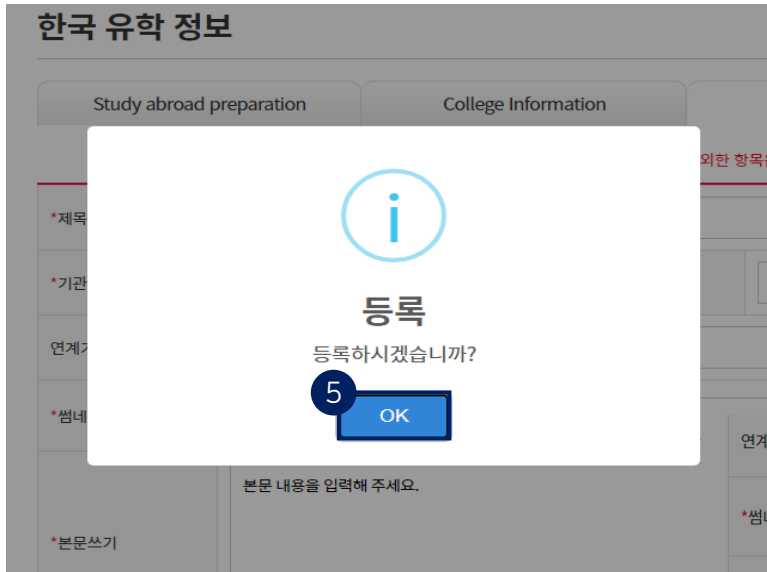 한국 유학 정보
Study abroad preparation
College Information
외한 항목
*제목
*기관
등록
연계
등록하시겠습니까?
5
OK
*썸네
연계
본문 내용을 입력해 주세요.
*썸네
*본문쓰기